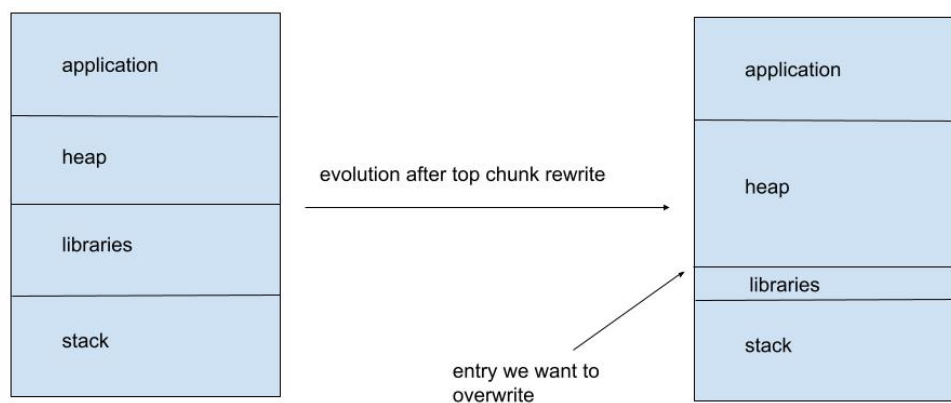 application
heap
libraries
stack
evolution after top chunk rewrite
application
heap
libraries
stack
entry we want to
overwrite